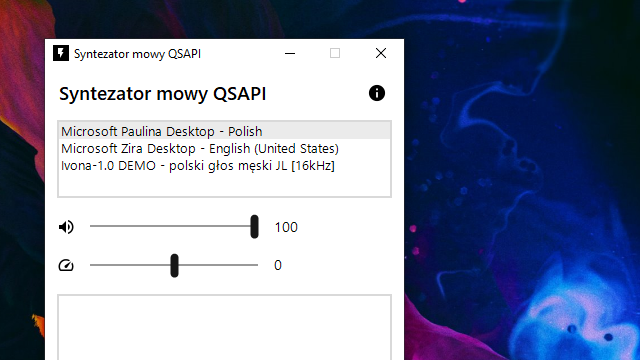 Syntezator mowy QSAPI
Syntezator mowy QSAPI
Microsoft Paulina Desktop - Polish
Microsoft Zira Desktop - English (United States)
Ivona-1.0 DEMO - polski głos męski JL [16kHz]
100
0